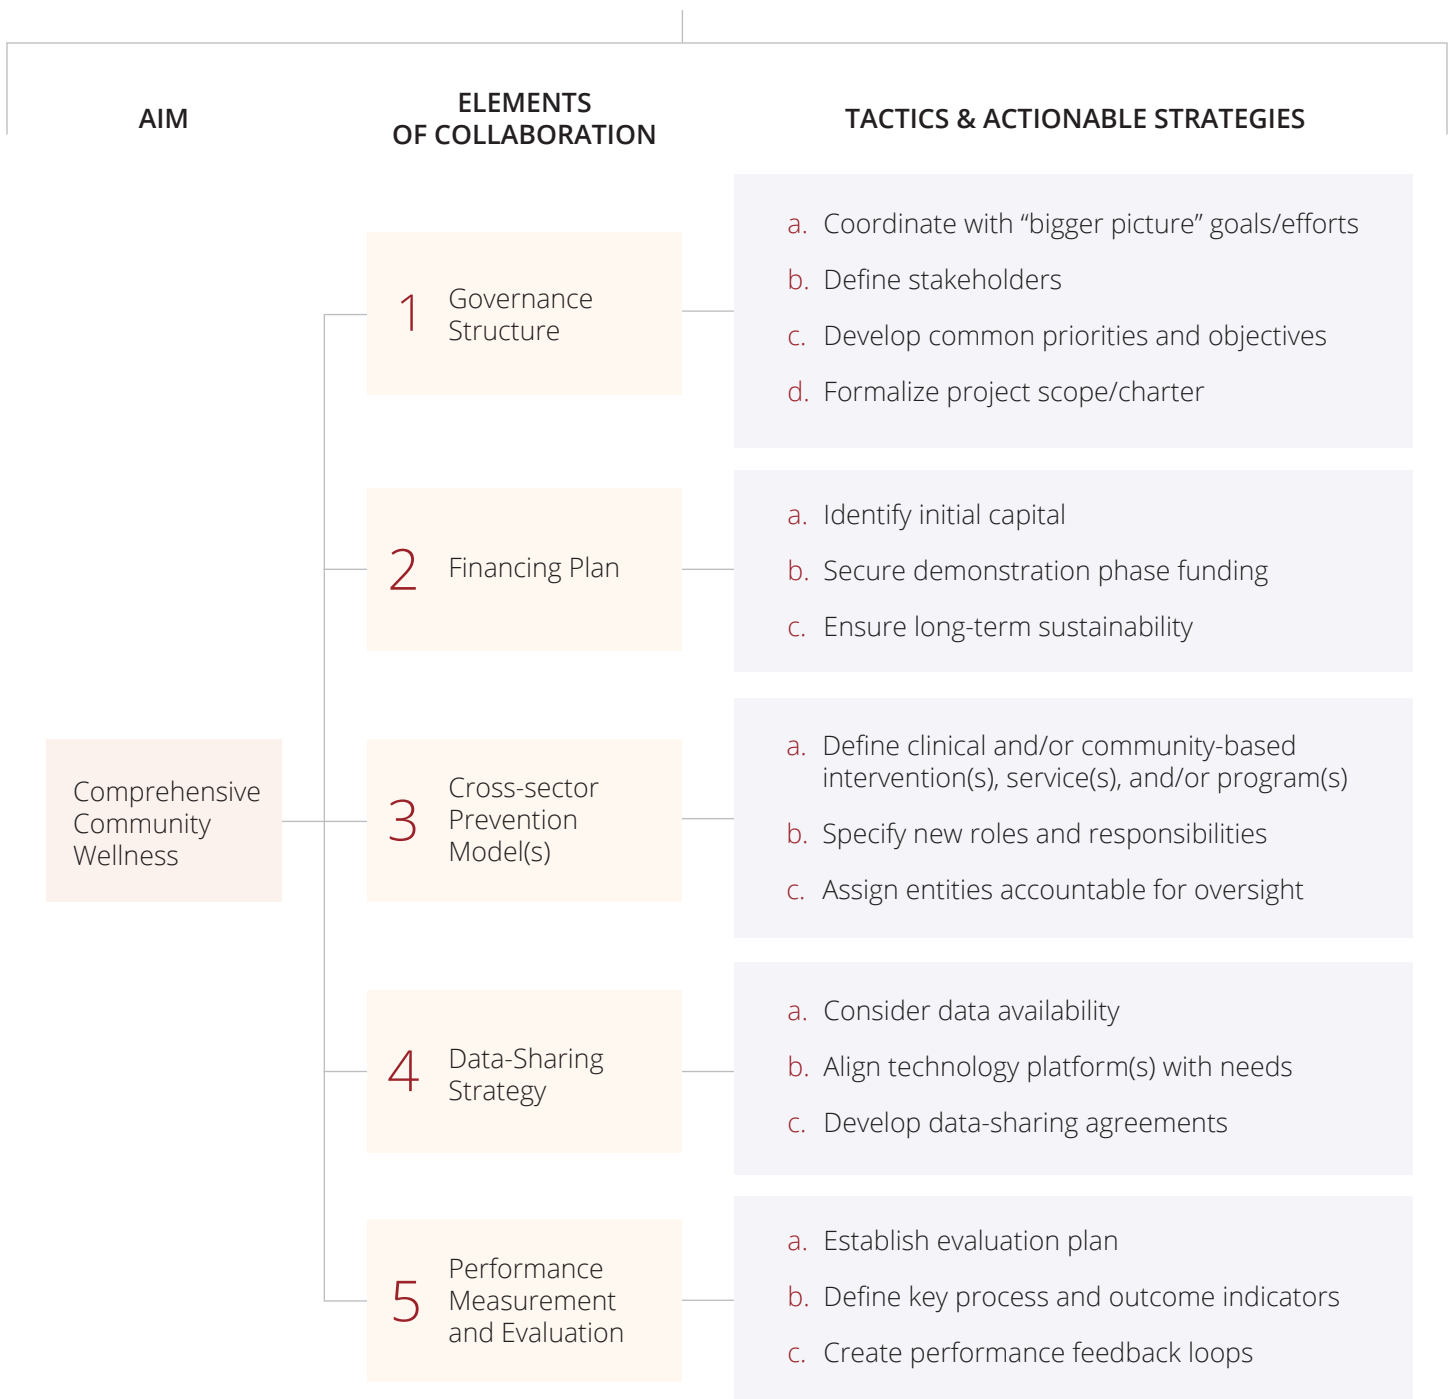 AIM
ELEMENTS
OF COLLABORATION
TACTICS & ACTIONABLE STRATEGIES
Comprehensive
Community
Wellness
1 Governance
Structure
a. Coordinate with “bigger picture” goals/efforts
b. Define stakeholders
c. Develop common priorities and objectives
d. Formalize project scope/charter
2 Financing Plan
a. Identify initial capital
b. Secure demonstration phase funding
c. Ensure long-term sustainability
3 Cross-sector
Prevention
Model(s)
a. Define clinical and/or community-based
intervention(s), service(s), and/or program(s)
b. Specify new roles and responsibilities
c. Assign entities accountable for oversight
4 Data-Sharing
Strategy
a. Consider data availability
b. Align technology platform(s) with needs
c. Develop data-sharing agreements
5 Performance
Measurement
and Evaluation
a. Establish evaluation plan
b. Define key process and outcome indicators
c. Create performance feedback loops